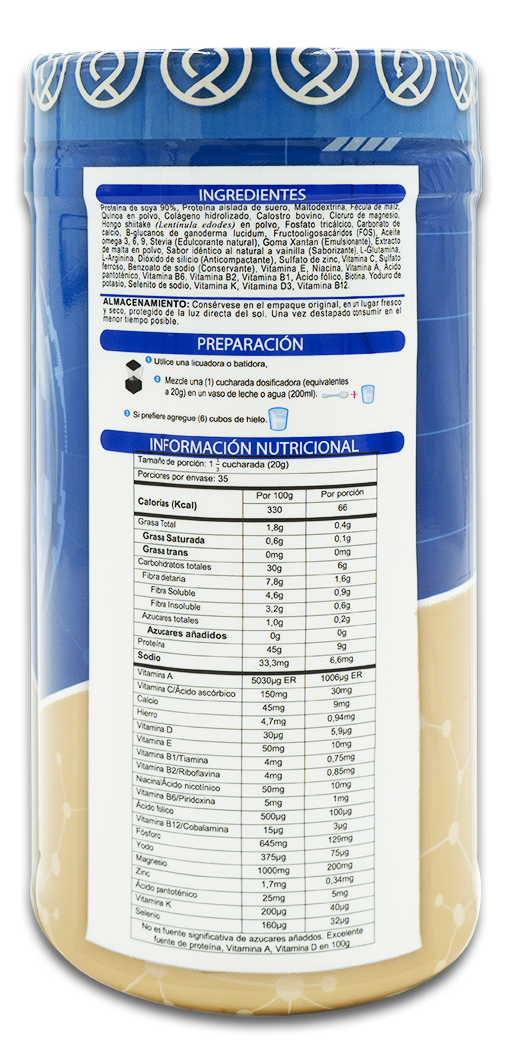 INGREDIENTES
Proteína de soya 90%, Proteína aislada de suero, Maltodextrina, Fécula de maíz,
Quinoa en polvo, Colágeno hidrolizado, Calostro bovino, Cloruro de magnesio,
Hongo shiitake (Lentinula edodes) en polvo, Fosfato tricálcico, Carbonato de
calcio, B-glucanos de ganoderma lucidum, Fructooligosacáridos (FOS), Aceite
omega 3, 6, 9, Stevia (Edulcorante natural), Goma Xantan (Emulsionante), Extracto
de malta en polvo, Sabor idéntico al natural a vainilla (Saborizante), L-Glutamina,
L-Arginina, Dióxido de silicio (Anticompactante), Sulfato de zinc, Vitamina C, Sulfato
ferroso, Benzoato de sodio (Conservante), Vitamina E, Niacina, Vitamina A, Ácido
pantoténico, Vitamina B6, Vitamina B2, Vitamina B1, Ácido fólico, Biotina, Yoduro de
potasio, Selenito de sodio, Vitamina K, Vitamina D3, Vitamina B12.
ALMACENAMIENTO: Consérvese en el empaque original, en un lugar fresco
y seco, protegido de la luz directa del sol. Una vez destapado consumir en el
menor tiempo posible.
PREPARACIÓN
1 Utilice una licuadora o batidora,
2 Mezcle una (1) cucharada dosificadora (equivalentes
a 20g) en un vaso de leche o agua (200ml). +
3 Si prefiere agregue (6) cubos de hielo.
INFORMACIÓN NUTRICIONAL
Tamaño de porción: 1 1/3 cucharada (20g)
Porciones por envase: 35
Calorías (Kcal) Por 100g Por porción
330 66
Grasa Total 1,8g 0,4g
Grasa Saturada 0,6g 0,1g
Grasa trans 0mg 0mg
Carbohidratos totales 30g 6g
Fibra dietaria 7,8g 1,6g
Fibra Soluble 4,6g 0,9g
Fibra Insoluble 3,2g 0,6g
Azúcares totales 1,0g 0,2g
Azucares añadidos 0g 0g
Proteína 45g 9g
Sodio 33,3mg 6,6mg
Vitamina A 5030µg ER 1006µg ER
Vitamina C/Ácido ascórbico 150mg 30mg
Calcio 45mg 9mg
Hierro 4,7mg 0,94mg
Vitamina D 30µg 5,9µg
Vitamina E 50mg 10mg
Vitamina B1/Tiamina 4mg 0,75mg
Vitamina B2/Riboflavina 4mg 0,85mg
Niacina/Ácido nicotínico 50mg 10mg
Vitamina B6/Piridoxina 5mg 1mg
Ácido fólico 500µg 100µg
Vitamina B12/Cobalamina 15µg 3µg
Fósforo 645mg 129mg
Yodo 375µg 75µg
Magnesio 1000mg 200mg
Zinc 1,7mg 0,34mg
Ácido pantoténico 25mg 5mg
Vitamina K 200µg 40µg
Selenio 160µg 32µg
No es fuente significativa de azucares añadidos. Excelente
fuente de proteína, Vitamina A, Vitamina D en 100g